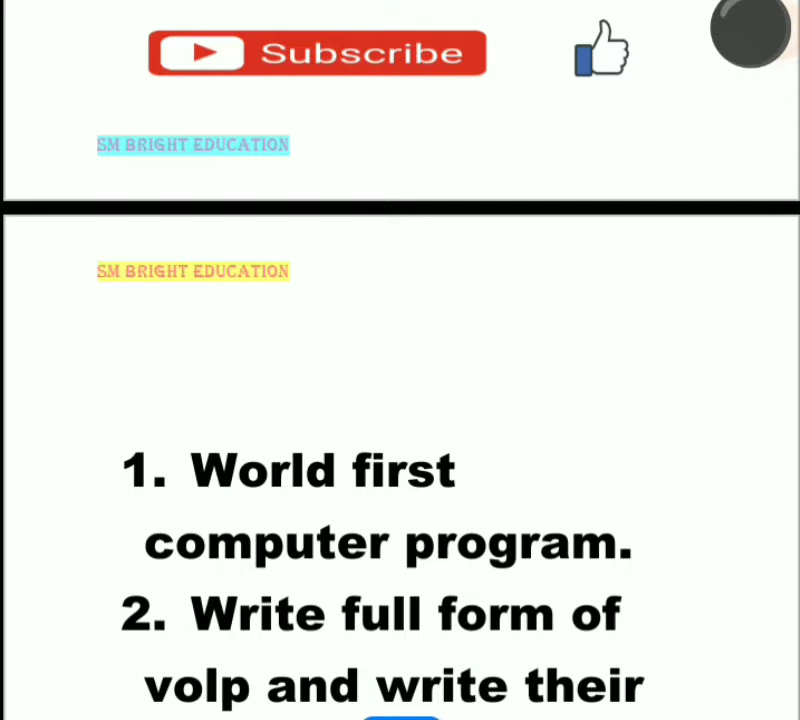 Subscribe
SM BRIGHT EDUCATION
SM BRIGHT EDUCATION
1. World first
computer program.
2. Write full form of
volp and write their